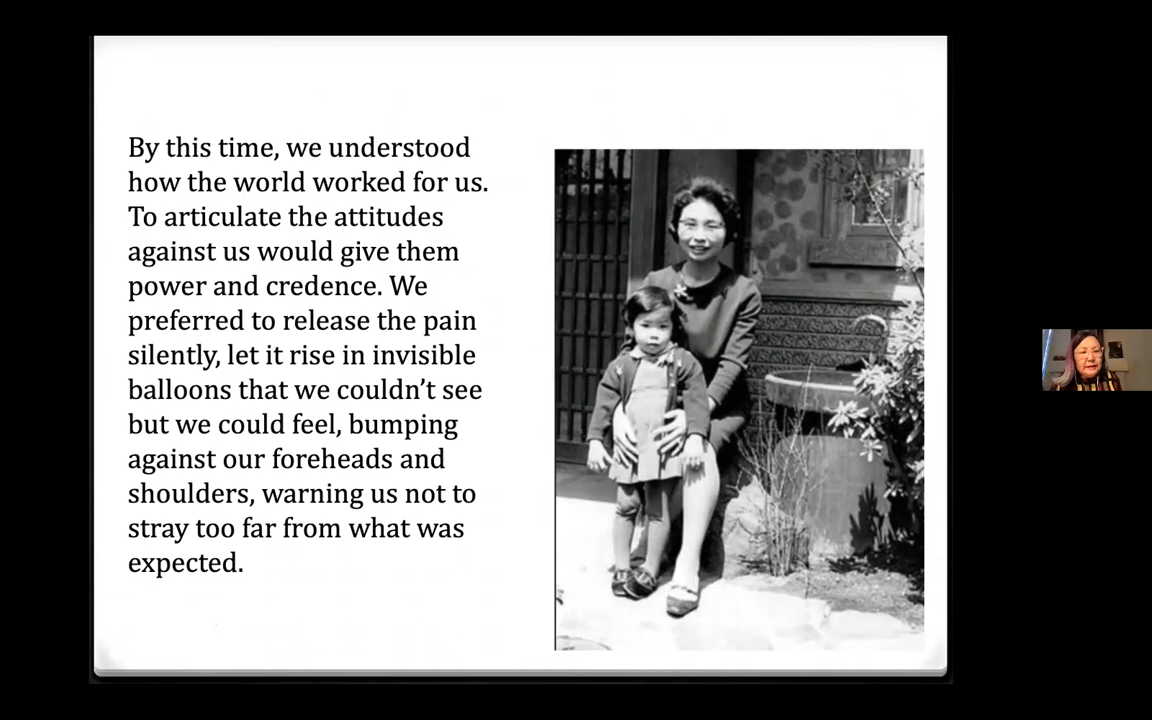 By this time, we understood
how the world worked for us.
To articulate the attitudes
against us would give them
power and credence. We
preferred to release the pain
silently, let it rise in invisible
balloons that we couldn’t see
but we could feel, bumping
against our foreheads and
shoulders, warning us not to
stray too far from what was
expected.